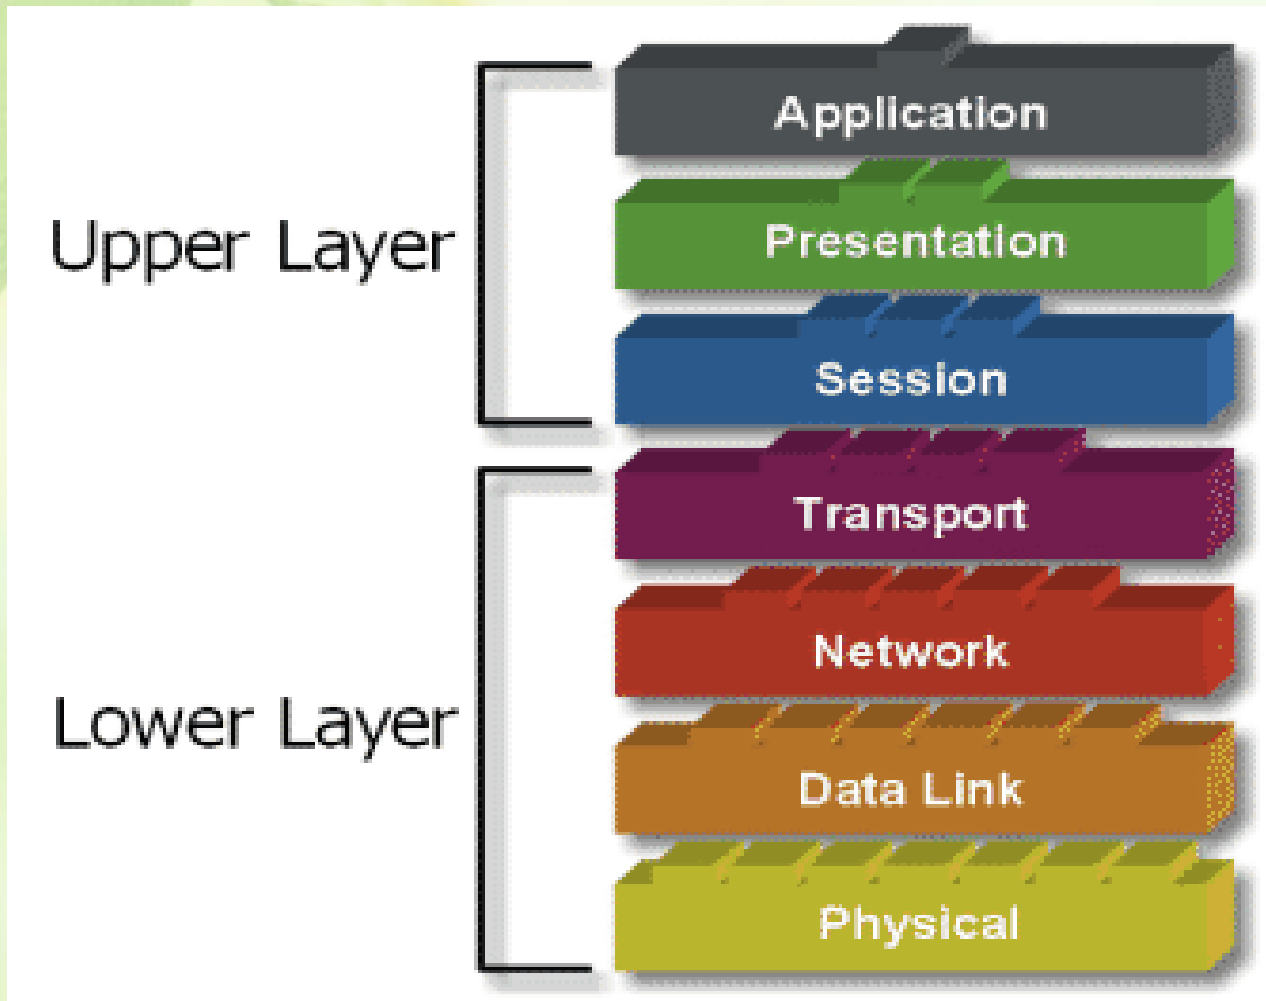 Upper Layer
Application
Presentation
Session
Lower Layer
Transport
Network
Data Link
Physical